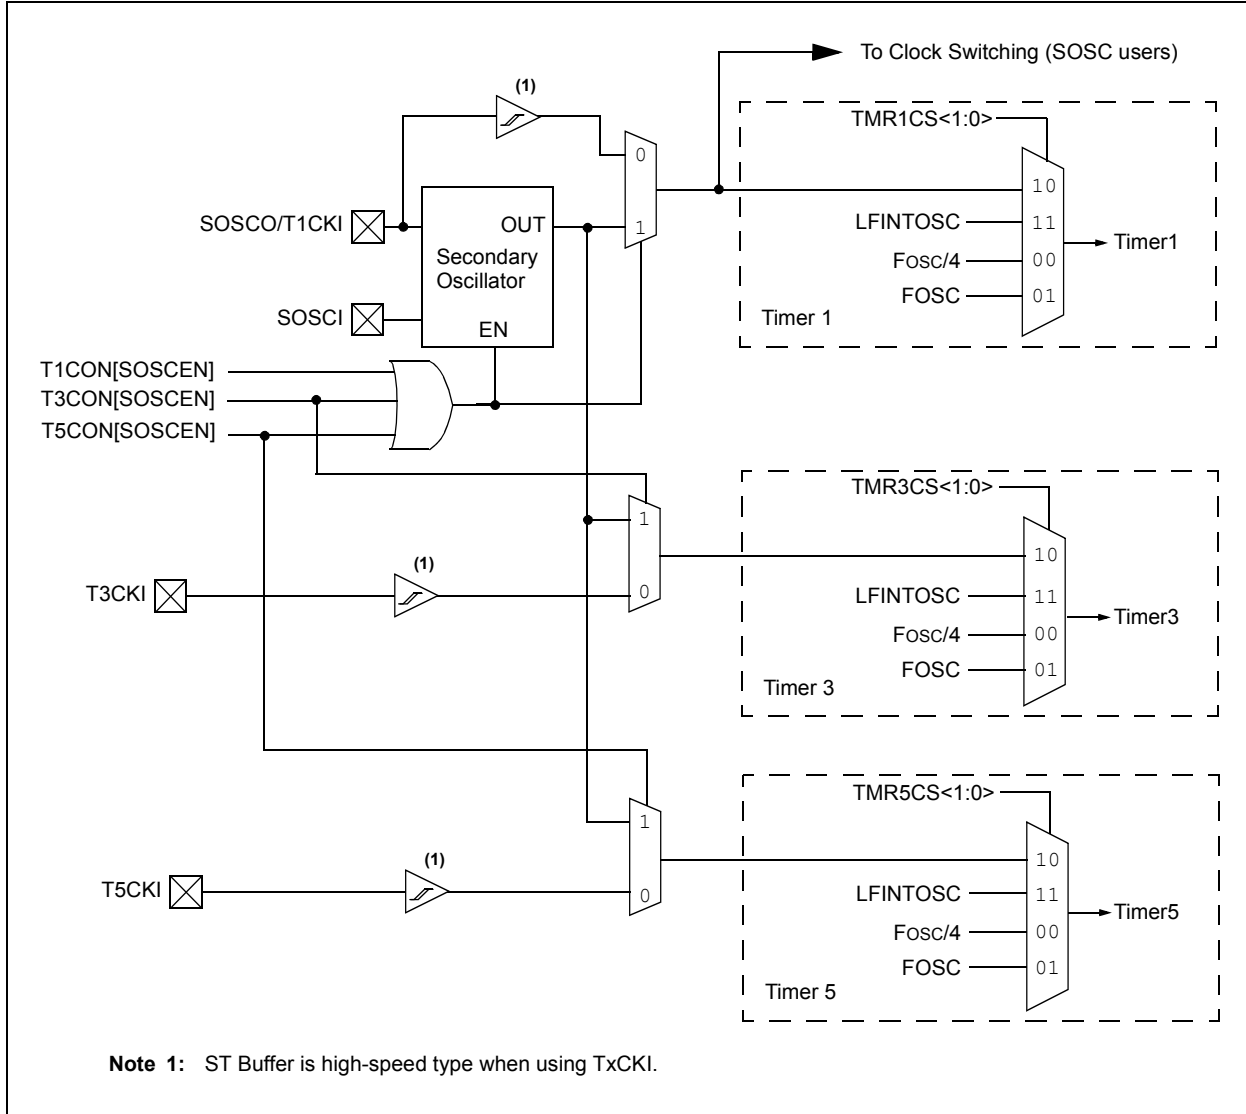 To Clock Switching (SOSC users)
(1)
TMR1CS<1:0>
0
10
SOSCO/T1CKI
OUT
1
LFINTOSC
11
Timer1
Secondary
Oscillator
FOSC/4
00
FOSC
01
SOSCI
EN
Timer 1
T1CON[SOSCEN]
T3CON[SOSCEN]
T5CON[SOSCEN]
TMR3CS<1:0>
1
10
(1)
T3CKI
0
LFINTOSC
11
Timer3
FOSC/4
00
FOSC
01
Timer 3
TMR5CS<1:0>
1
10
(1)
T5CKI
0
LFINTOSC
11
Timer5
FOSC/4
00
FOSC
01
Timer 5
Note 1: ST Buffer is high-speed type when using TxCKI.